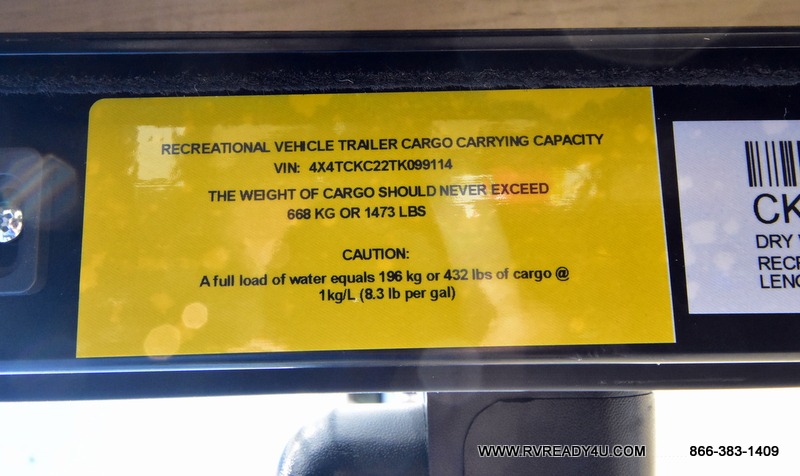 RECREATIONAL VEHICLE TRAILER CARGO CARRYING CAPACITY
VIN: 4X4TCKC22TK099114
THE WEIGHT OF CARGO SHOULD NEVER EXCEED
668 KG OR 1473 LBS
CAUTION:
A full load of water equals 196 kg or 432 lbs of cargo @
1kg/L (8.3 lb per gal)
CK
DRY
RECR
LENG
WWW.RVREADY4U.COM 866-383-1409